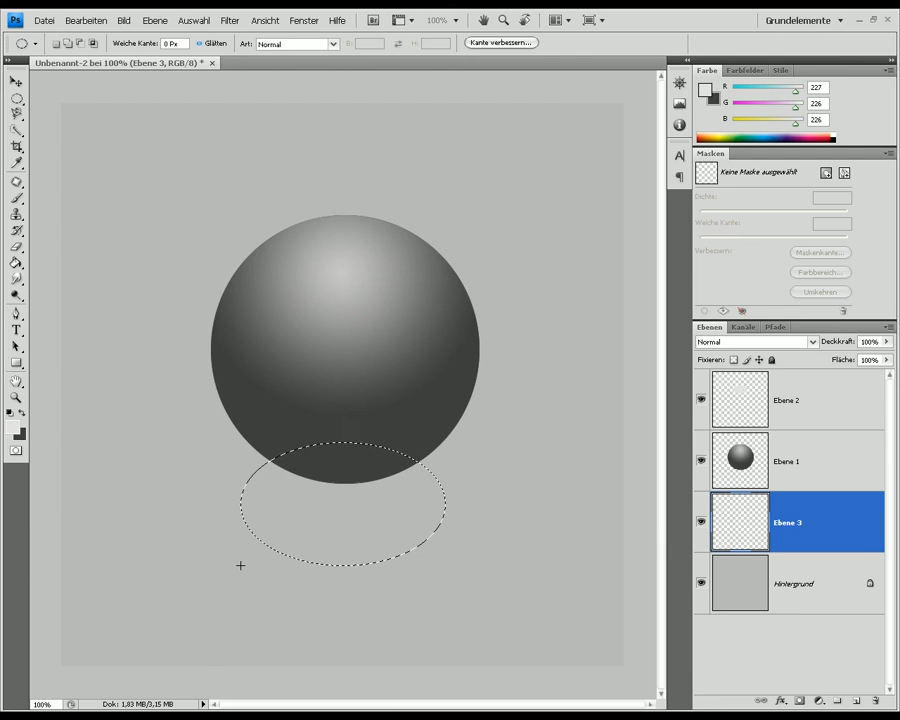 Ps Datei Bearbeiten Bild Ebene Auswahl Filter Ansicht Fenster Hilfe Br 100% Grundelemente
Weiche Kante: 0 Px Glätten Art: Normal B: H: Kante verbessern...
Unbenannt-2 bei 100% (Ebene 3, RGB/8) *
Farbe Farbfelder Stile
R 227
G 226
B 226
Masken
Keine Maske ausgewählt
Dichte:
Weiche Kante:
Verbessern: Maskenkante...
Farbbereich...
Umkehren
Ebenen Kanäle Pfade
Normal Deckkraft: 100%
Fixieren: Fläche: 100%
Ebene 2
Ebene 1
Ebene 3
Hintergrund
100% Dok: 1,83 MB/3,15 MB